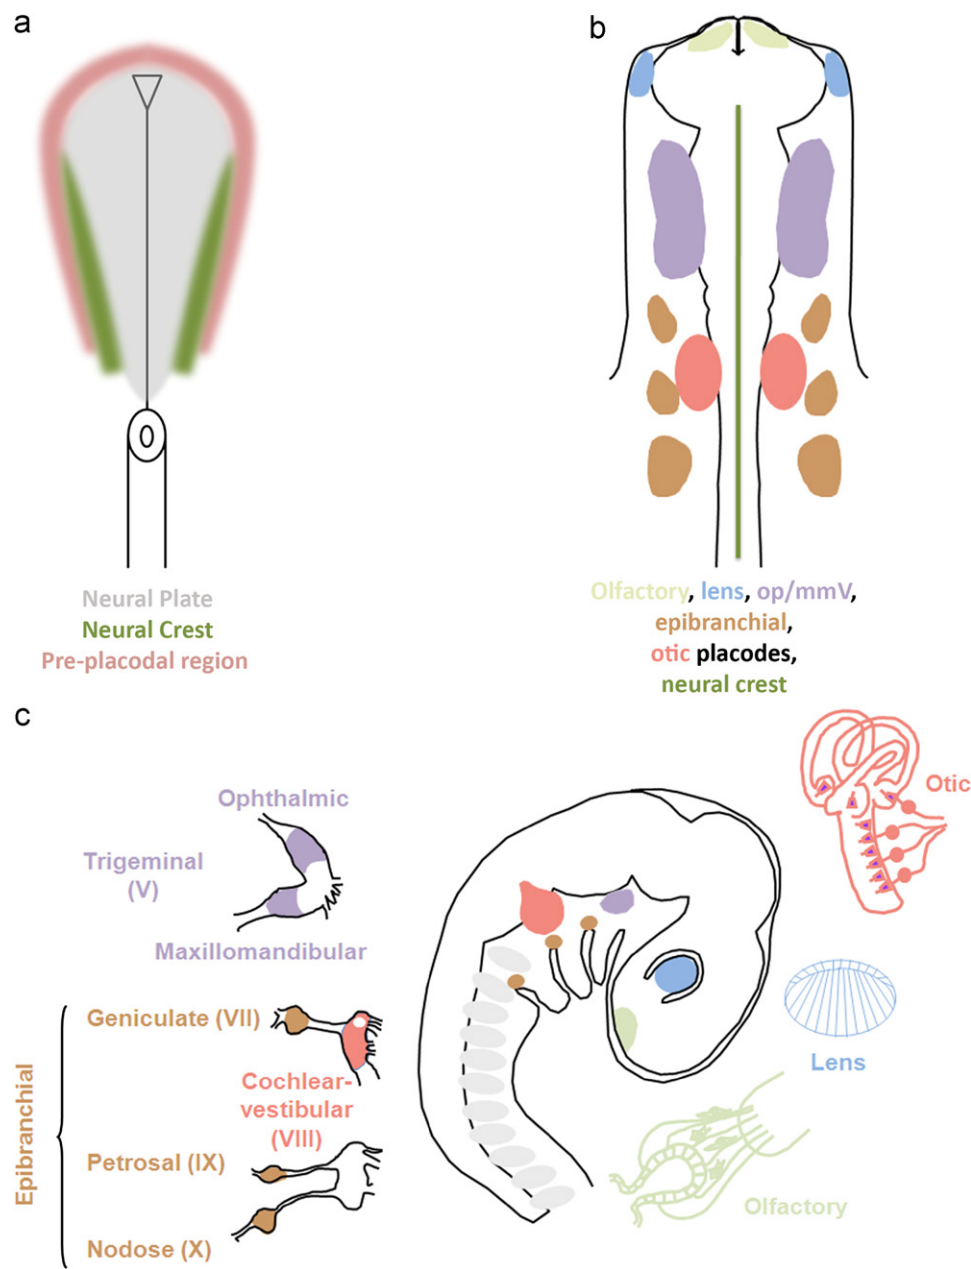 a
b
Neural Plate
Neural Crest
Pre-placodal region
Olfactory, lens, op/mmV,
epibranchial,
otic placodes,
neural crest
c
Ophthalmic
Trigeminal
(V)
Maxillomandibular
Epibranchial
Geniculate (VII)
Cochlear-
vestibular
(VIII)
Petrosal (IX)
Nodose (X)
Otic
Lens
Olfactory